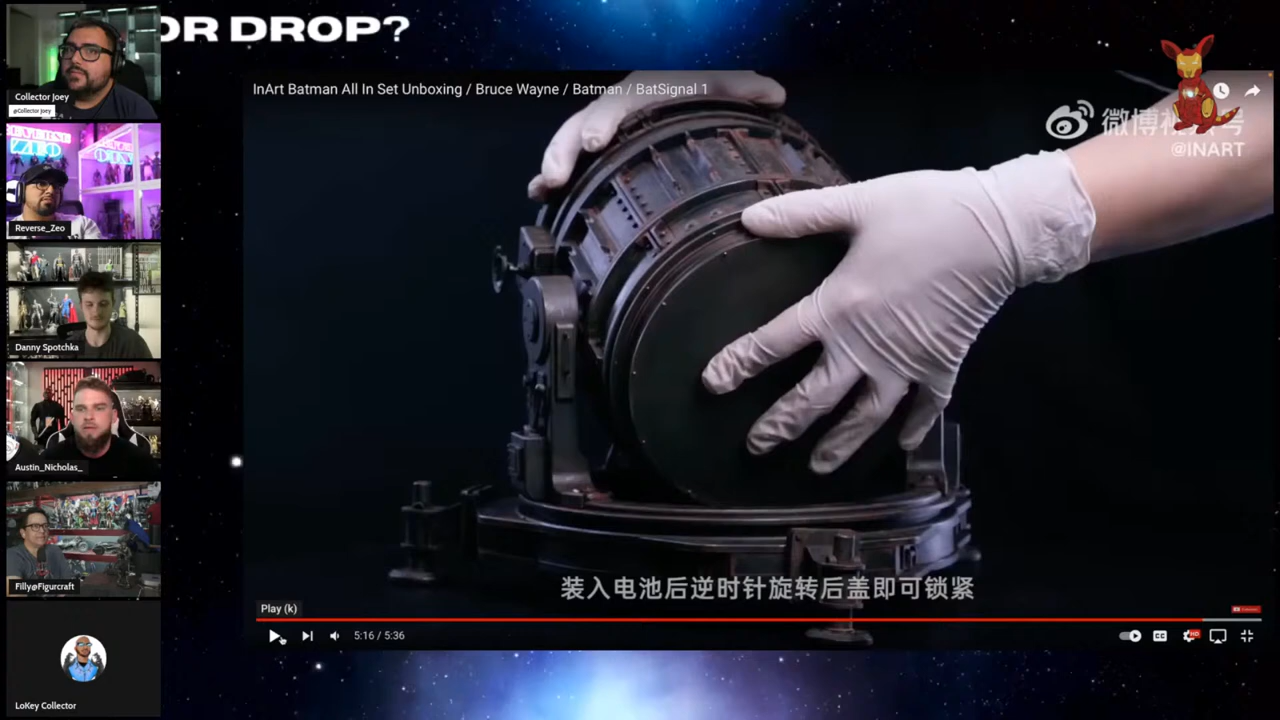 OR DROP?
InArt Batman All In Set Unboxing / Bruce Wayne / Batman / BatSignal 1
微博视频号
@INART
Collector Joey
@Collector Joey
Reverse_Zeo
Danny Spotchka
Austin_Nicholas_
Filly@Figurcraft
LoKey Collector
装入电池后逆时针旋转后盖即可锁紧
Play (k)
5:16 / 5:36
CC
HD